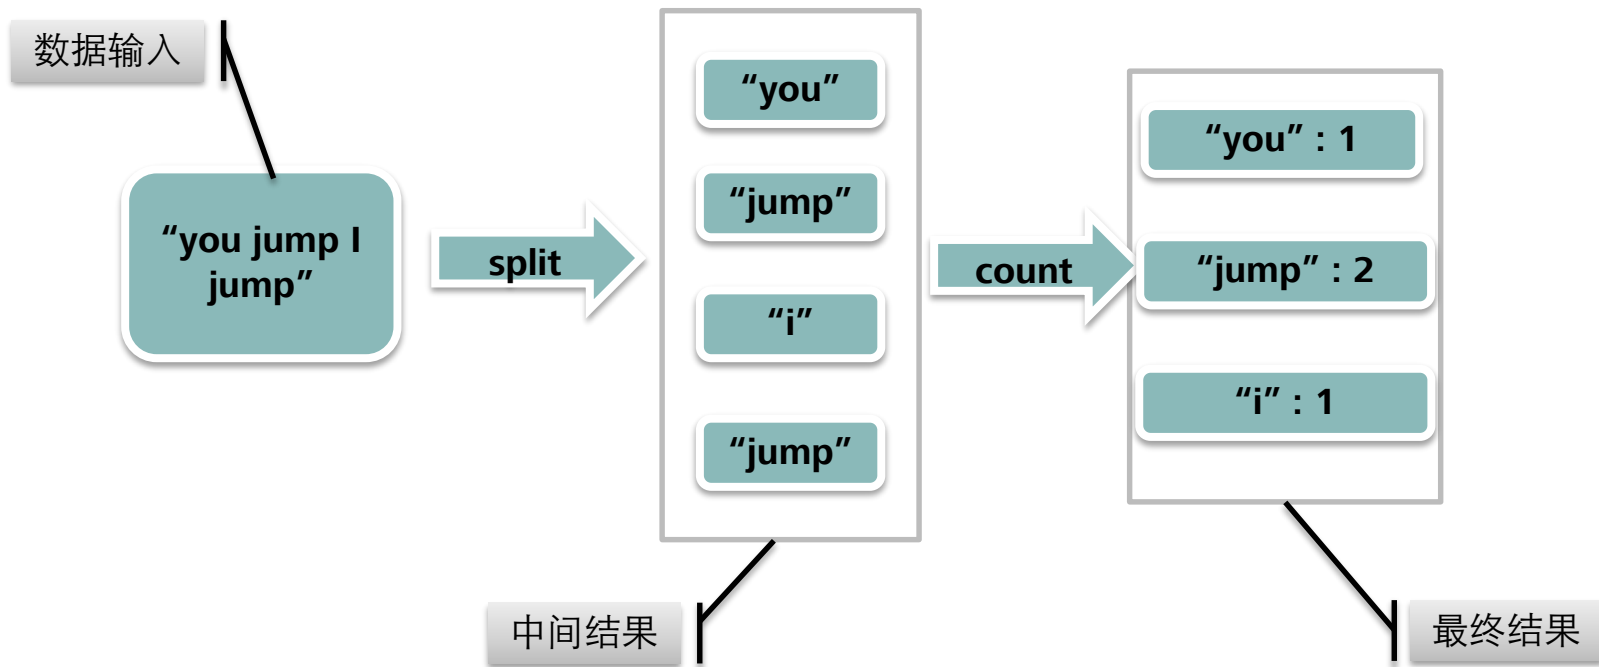 数据输入
“you jump I
jump”
split
“you”
“jump”
“i”
“jump”
中间结果
count
“you” : 1
“jump” : 2
“i” : 1
最终结果